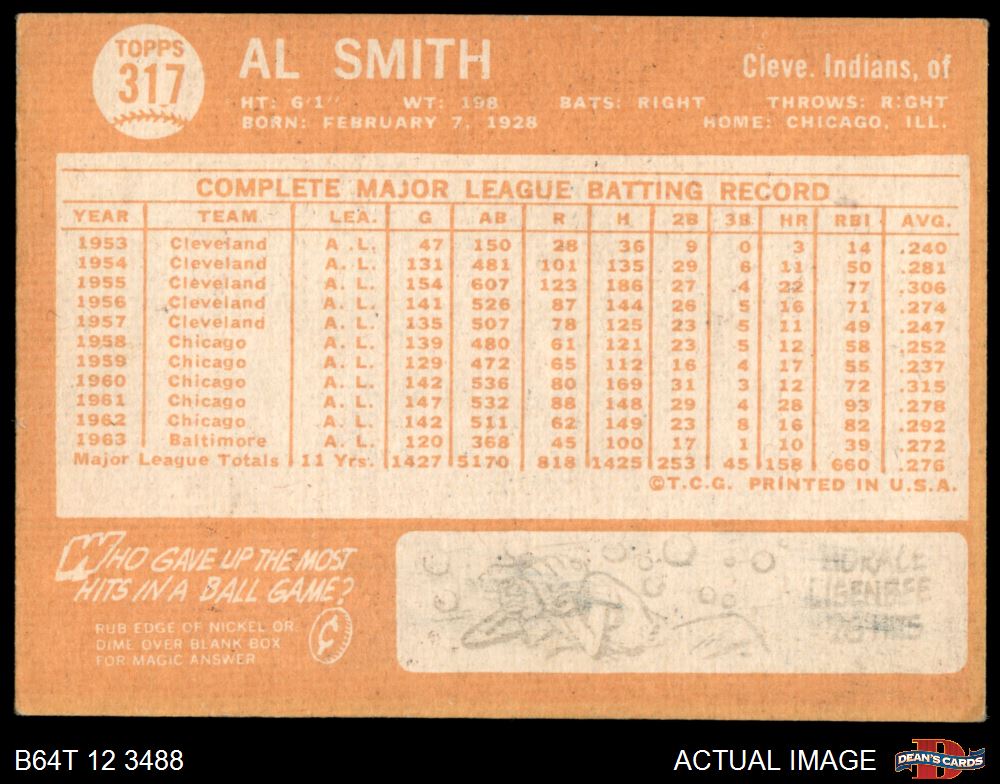 TOPPS
317
AL SMITH
Cleve. Indians, of
HT: 6'1" WT: 198 BATS: RIGHT THROWS: RIGHT
BORN: FEBRUARY 7, 1928 HOME: CHICAGO, ILL.
COMPLETE MAJOR LEAGUE BATTING RECORD
YEAR TEAM LEA. G AB R H 2B 3B HR RBI AVG.
1953 Cleveland A. L. 47 150 28 36 9 0 3 14 .240
1954 Cleveland A. L. 131 481 101 135 29 6 11 50 .281
1955 Cleveland A. L. 154 607 123 186 27 4 22 77 .306
1956 Cleveland A. L. 141 526 87 144 26 5 16 71 .274
1957 Cleveland A. L. 135 507 78 125 23 5 11 49 .247
1958 Chicago A. L. 139 480 61 121 23 5 12 58 .252
1959 Chicago A. L. 129 472 65 112 16 4 17 55 .237
1960 Chicago A. L. 142 536 80 169 31 3 12 72 .315
1961 Chicago A. L. 147 532 88 148 29 4 28 93 .278
1962 Chicago A. L. 142 511 62 149 23 8 16 82 .292
1963 Baltimore A. L. 120 368 45 100 17 1 10 39 .272
Major League Totals 11 Yrs. 1427 5170 818 1425 253 45 158 660 .276
©T.C.G. PRINTED IN U.S.A.
WHO GAVE UP THE MOST
HITS IN A BALL GAME?
RUB EDGE OF NICKEL OR
DIME OVER BLANK BOX
FOR MAGIC ANSWER
HORACE
B64T 12 3488
ACTUAL IMAGE
DEAN'S CARDS